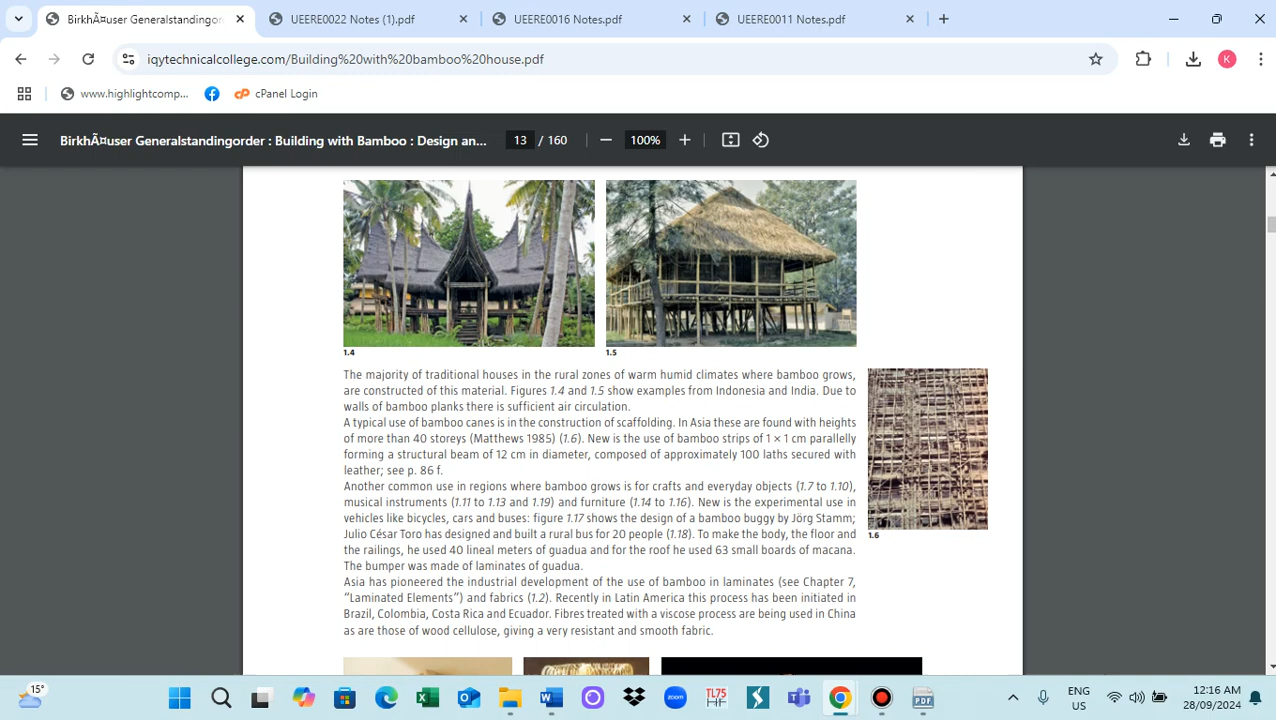 BirkhÃ¤user Generalstandingor
UEERE0022 Notes (1).pdf
UEERE0016 Notes.pdf
UEERE0011 Notes.pdf
iqytechnicalcollege.com/Building%20with%20bamboo%20house.pdf
K
www.highlightcomp...
cPanel Login
BirkhÃ¤user Generalstandingorder : Building with Bamboo : Design an...
13 / 160
100%
1.4
1.5
The majority of traditional houses in the rural zones of warm humid climates where bamboo grows,
are constructed of this material. Figures 1.4 and 1.5 show examples from Indonesia and India. Due to
walls of bamboo planks there is sufficient air circulation.
A typical use of bamboo canes is in the construction of scaffolding. In Asia these are found with heights
of more than 40 storeys (Matthews 1985) (1.6). New is the use of bamboo strips of 1 × 1 cm parallelly
forming a structural beam of 12 cm in diameter, composed of approximately 100 laths secured with
leather; see p. 86 f.
Another common use in regions where bamboo grows is for crafts and everyday objects (1.7 to 1.10),
musical instruments (1.11 to 1.13 and 1.19) and furniture (1.14 to 1.16). New is the experimental use in
vehicles like bicycles, cars and buses: figure 1.17 shows the design of a bamboo buggy by Jörg Stamm;
Julio César Toro has designed and built a rural bus for 20 people (1.18). To make the body, the floor and
the railings, he used 40 lineal meters of guadua and for the roof he used 63 small boards of macana.
The bumper was made of laminates of guadua.
Asia has pioneered the industrial development of the use of bamboo in laminates (see Chapter 7,
“Laminated Elements”) and fabrics (1.2). Recently in Latin America this process has been initiated in
Brazil, Colombia, Costa Rica and Ecuador. Fibres treated with a viscose process are being used in China
as are those of wood cellulose, giving a very resistant and smooth fabric.
1.6
15°
zoom
TL75
PDF
ENG
US
12:16 AM
28/09/2024